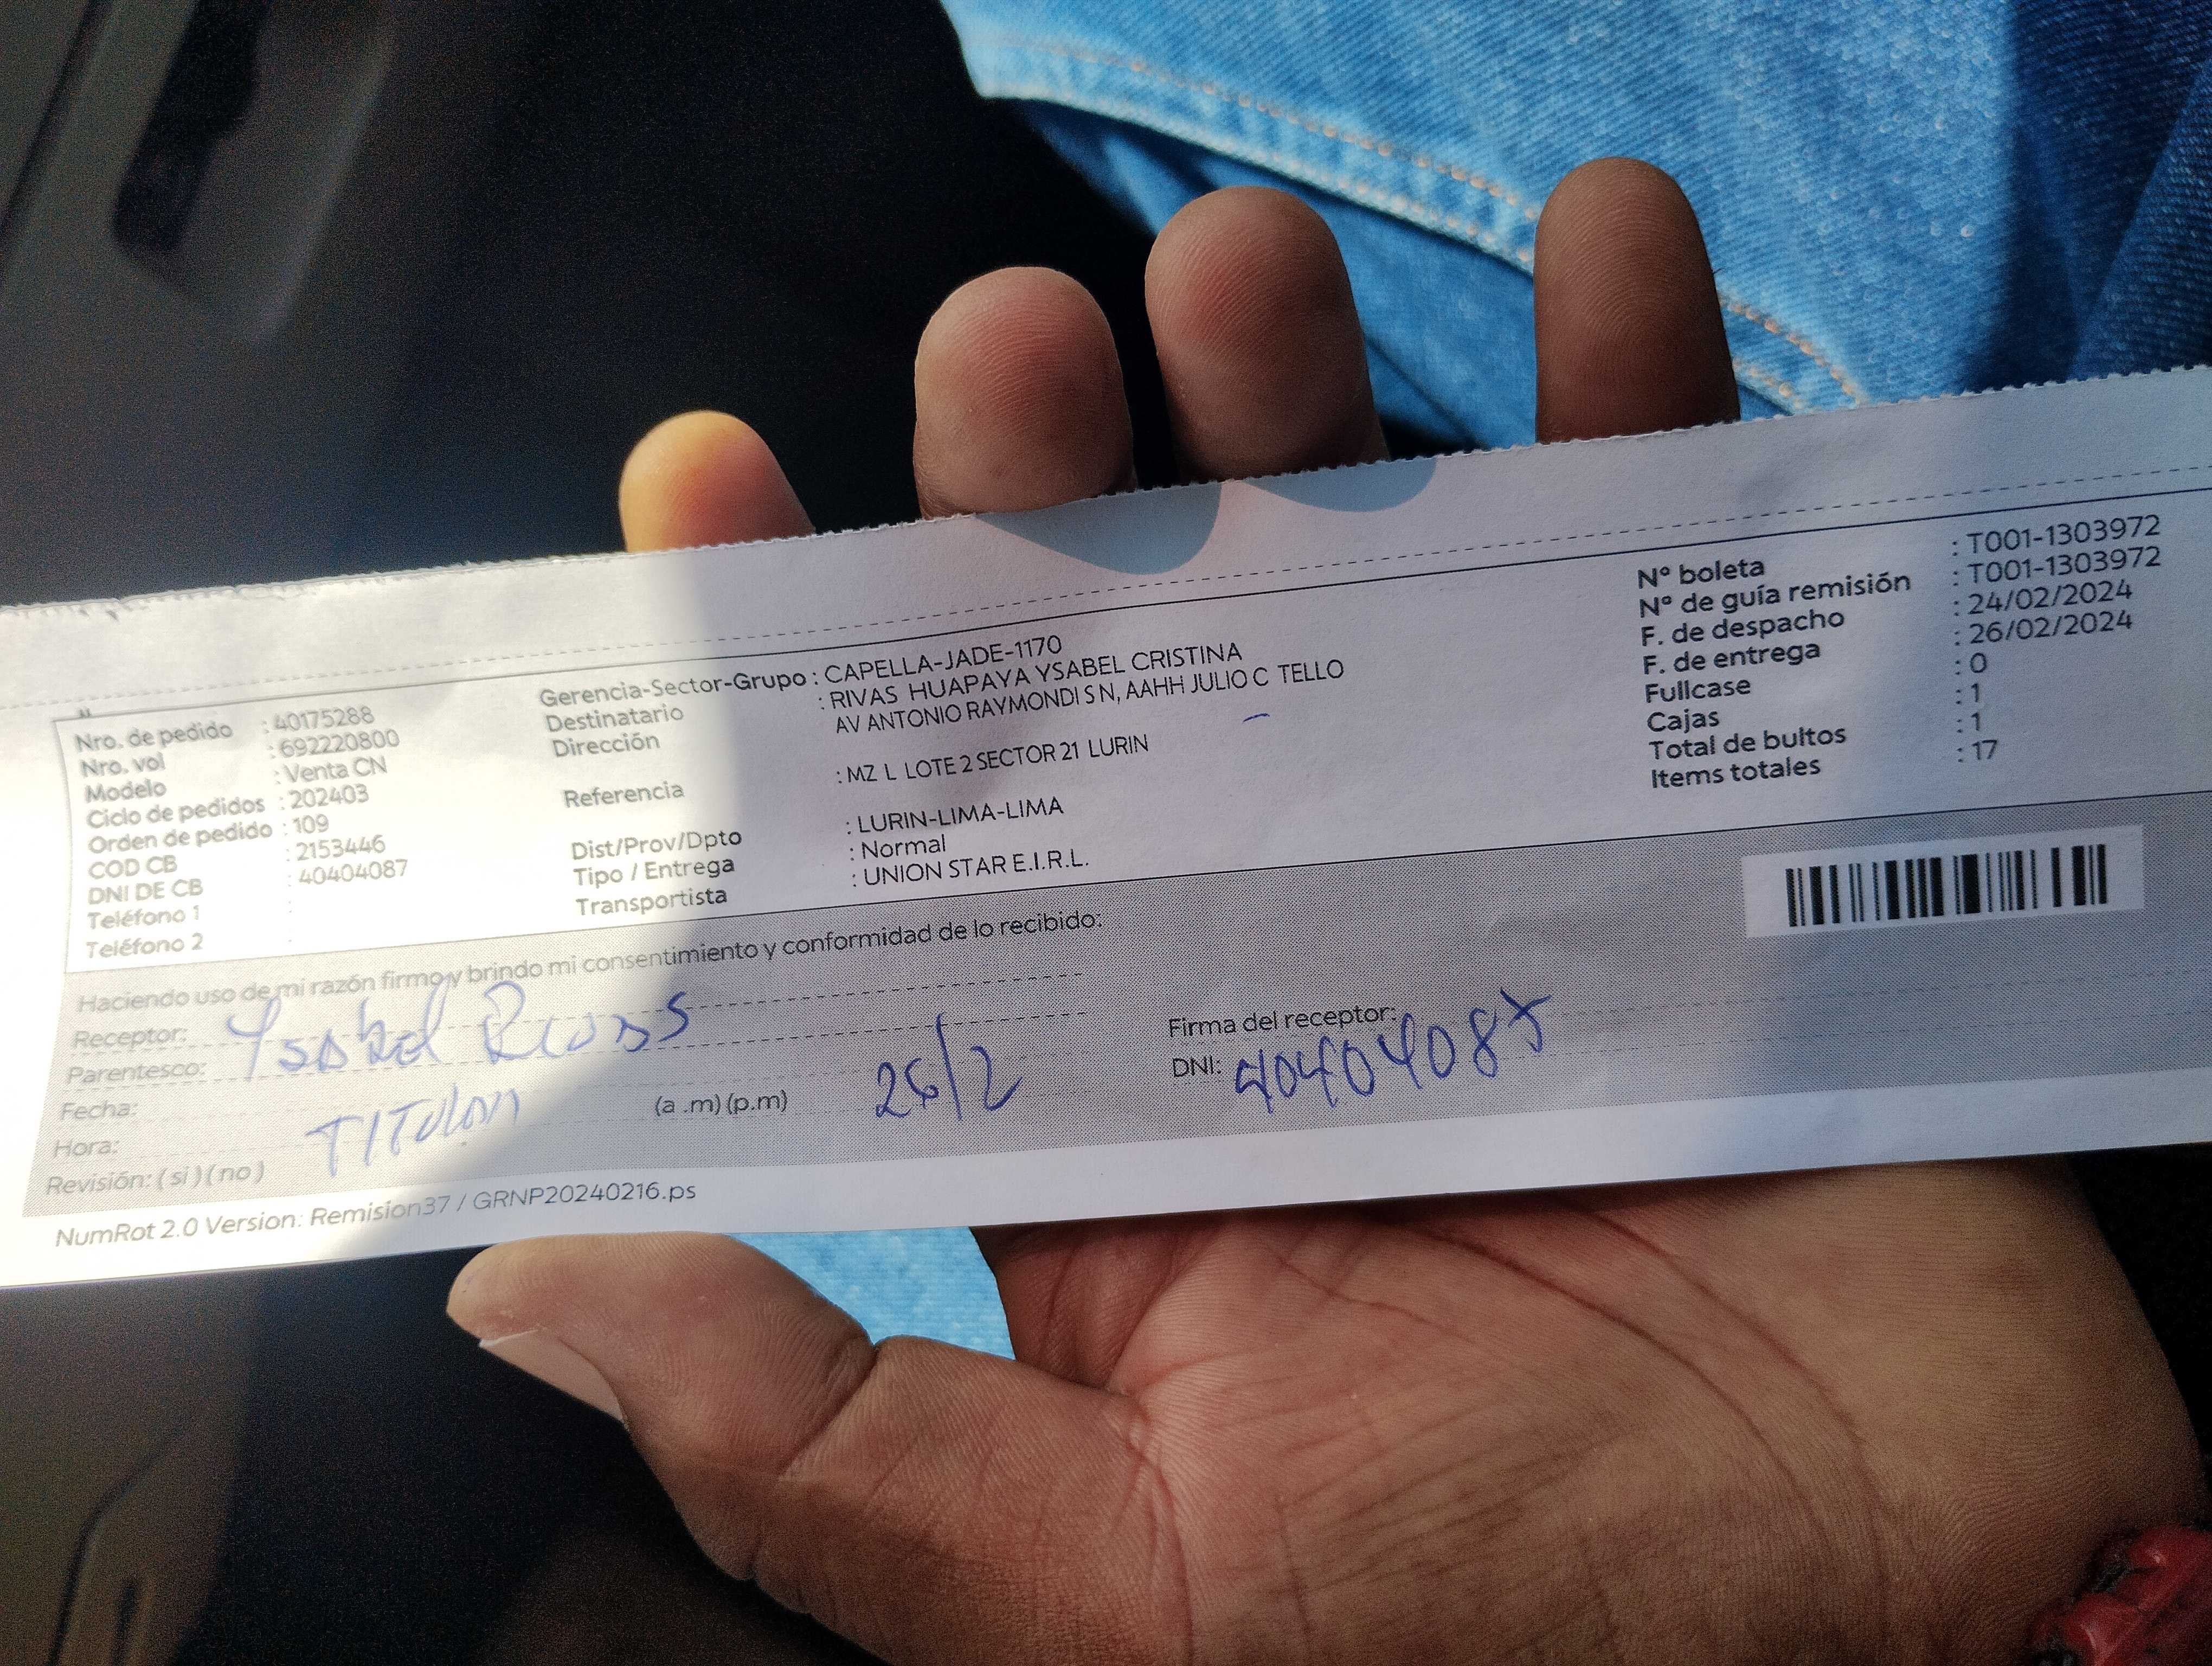 Nro. de pedido : 40175288
Nro. vol : 692220800
Modelo : Venta CN
Ciclo de pedidos : 202403
Orden de pedido : 109
COD CB : 2153446
DNI DE CB : 40404087
Teléfono 1 :
Teléfono 2 :
Gerencia-Sector-Grupo : CAPELLA-JADE-1170
Destinatario : RIVAS HUAPAYA YSABEL CRISTINA
Dirección AV ANTONIO RAYMONDI S N, AAHH JULIO C TELLO
Referencia : MZ L LOTE 2 SECTOR 21 LURIN
Dist/Prov/Dpto : LURIN-LIMA-LIMA
Tipo / Entrega : Normal
Transportista : UNION STAR E.I.R.L.
N° boleta : T001-1303972
N° de guía remisión : T001-1303972
F. de despacho : 24/02/2024
F. de entrega : 26/02/2024
Fullcase : 0
Cajas : 1
Total de bultos : 1
Items totales : 17
Haciendo uso de mi razón firmo y brindo mi consentimiento y conformidad de lo recibido:
Receptor: Ysabel Rivas
Parentesco:
Fecha: TITULAR (a .m) (p.m) 26/2
Hora:
Revisión: ( si ) ( no )
Firma del receptor:
DNI: 40404087
NumRot 2.0 Version: Remision37 / GRNP20240216.ps